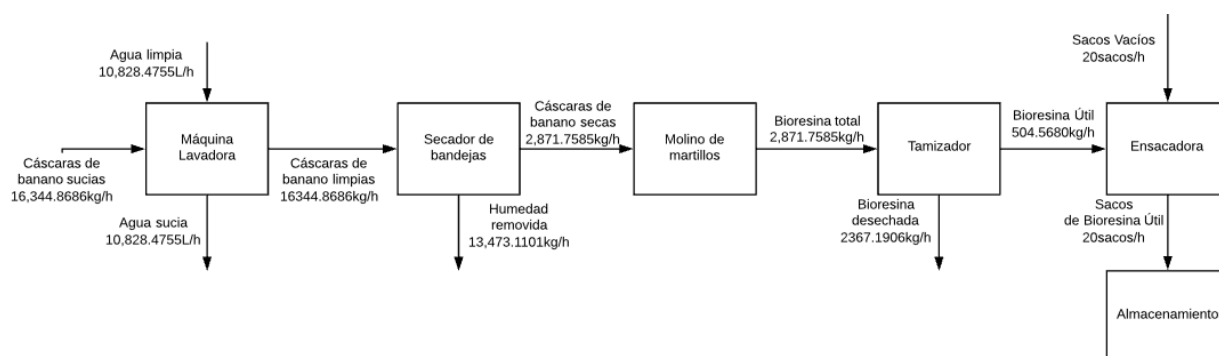 Agua limpia
10,828.4755L/h
Cáscaras de
banano sucias
16,344.8686kg/h
Máquina
Lavadora
Agua sucia
10,828.4755L/h
Cáscaras de
banano limpias
16344.8686kg/h
Secador de
bandejas
Humedad
removida
13,473.1101kg/h
Cáscaras de
banano secas
2,871.7585kg/h
Molino de
martillos
Bioresina total
2,871.7585kg/h
Tamizador
Bioresina
desechada
2367.1906kg/h
Bioresina Útil
504.5680kg/h
Sacos Vacíos
20sacos/h
Ensacadora
Sacos
de Bioresina Útil
20sacos/h
Almacenamiento